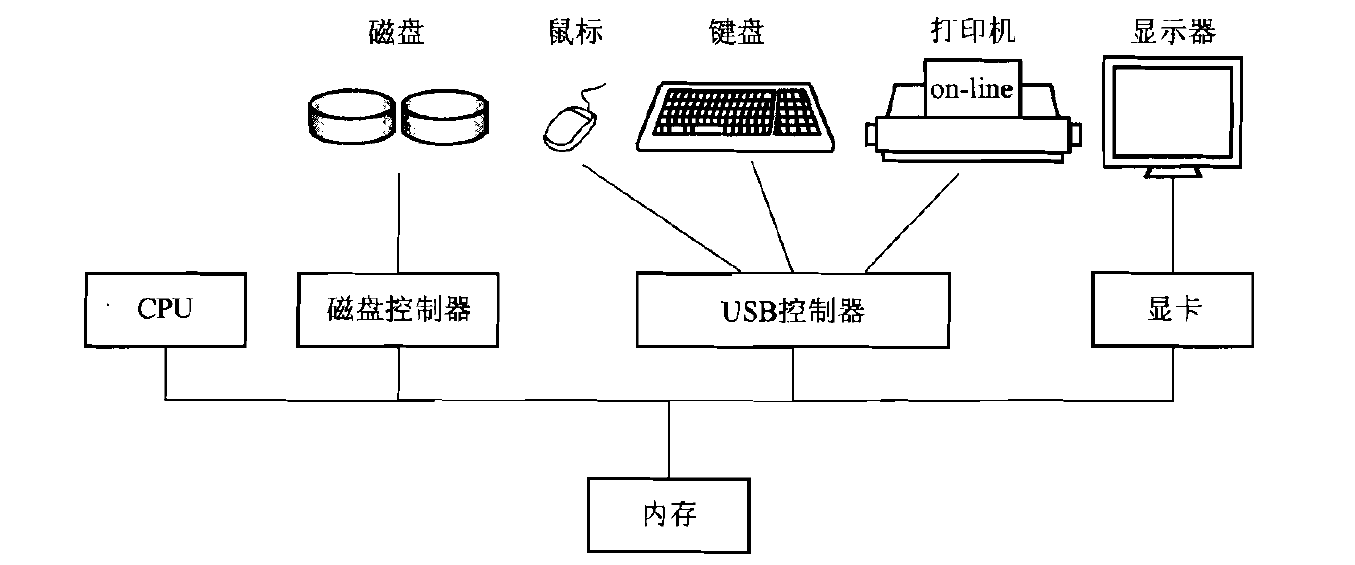 磁盘
鼠标
键盘
打印机
显示器
on-line
CPU
磁盘控制器
USB控制器
显卡
内存